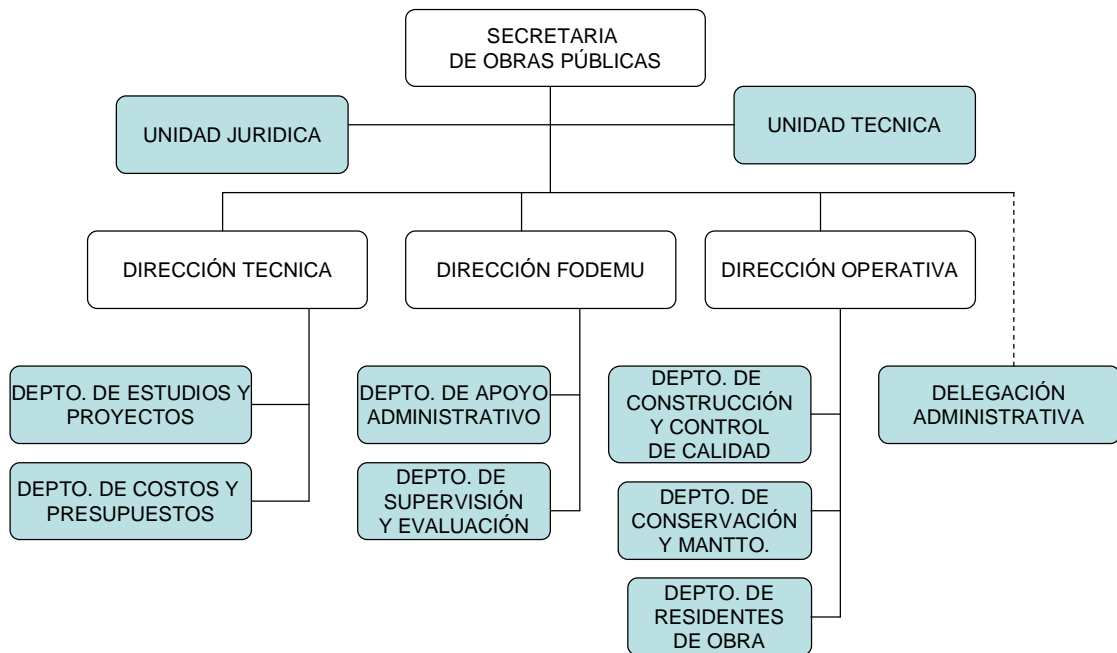 SECRETARIA
DE OBRAS PÚBLICAS
UNIDAD JURIDICA
UNIDAD TECNICA
DIRECCIÓN TECNICA
DIRECCIÓN FODEMU
DIRECCIÓN OPERATIVA
DEPTO. DE ESTUDIOS Y
PROYECTOS
DEPTO. DE COSTOS Y
PRESUPUESTOS
DEPTO. DE APOYO
ADMINISTRATIVO
DEPTO. DE
SUPERVISIÓN
Y EVALUACIÓN
DEPTO. DE
CONSTRUCCIÓN
Y CONTROL
DE CALIDAD
DEPTO. DE
CONSERVACIÓN
Y MANTTO.
DEPTO. DE
RESIDENTES
DE OBRA
DELEGACIÓN
ADMINISTRATIVA